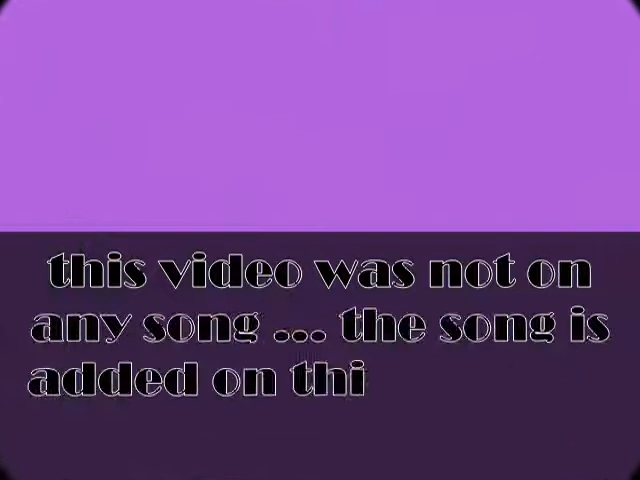 this video was not on
any song ... the song is
added on thi